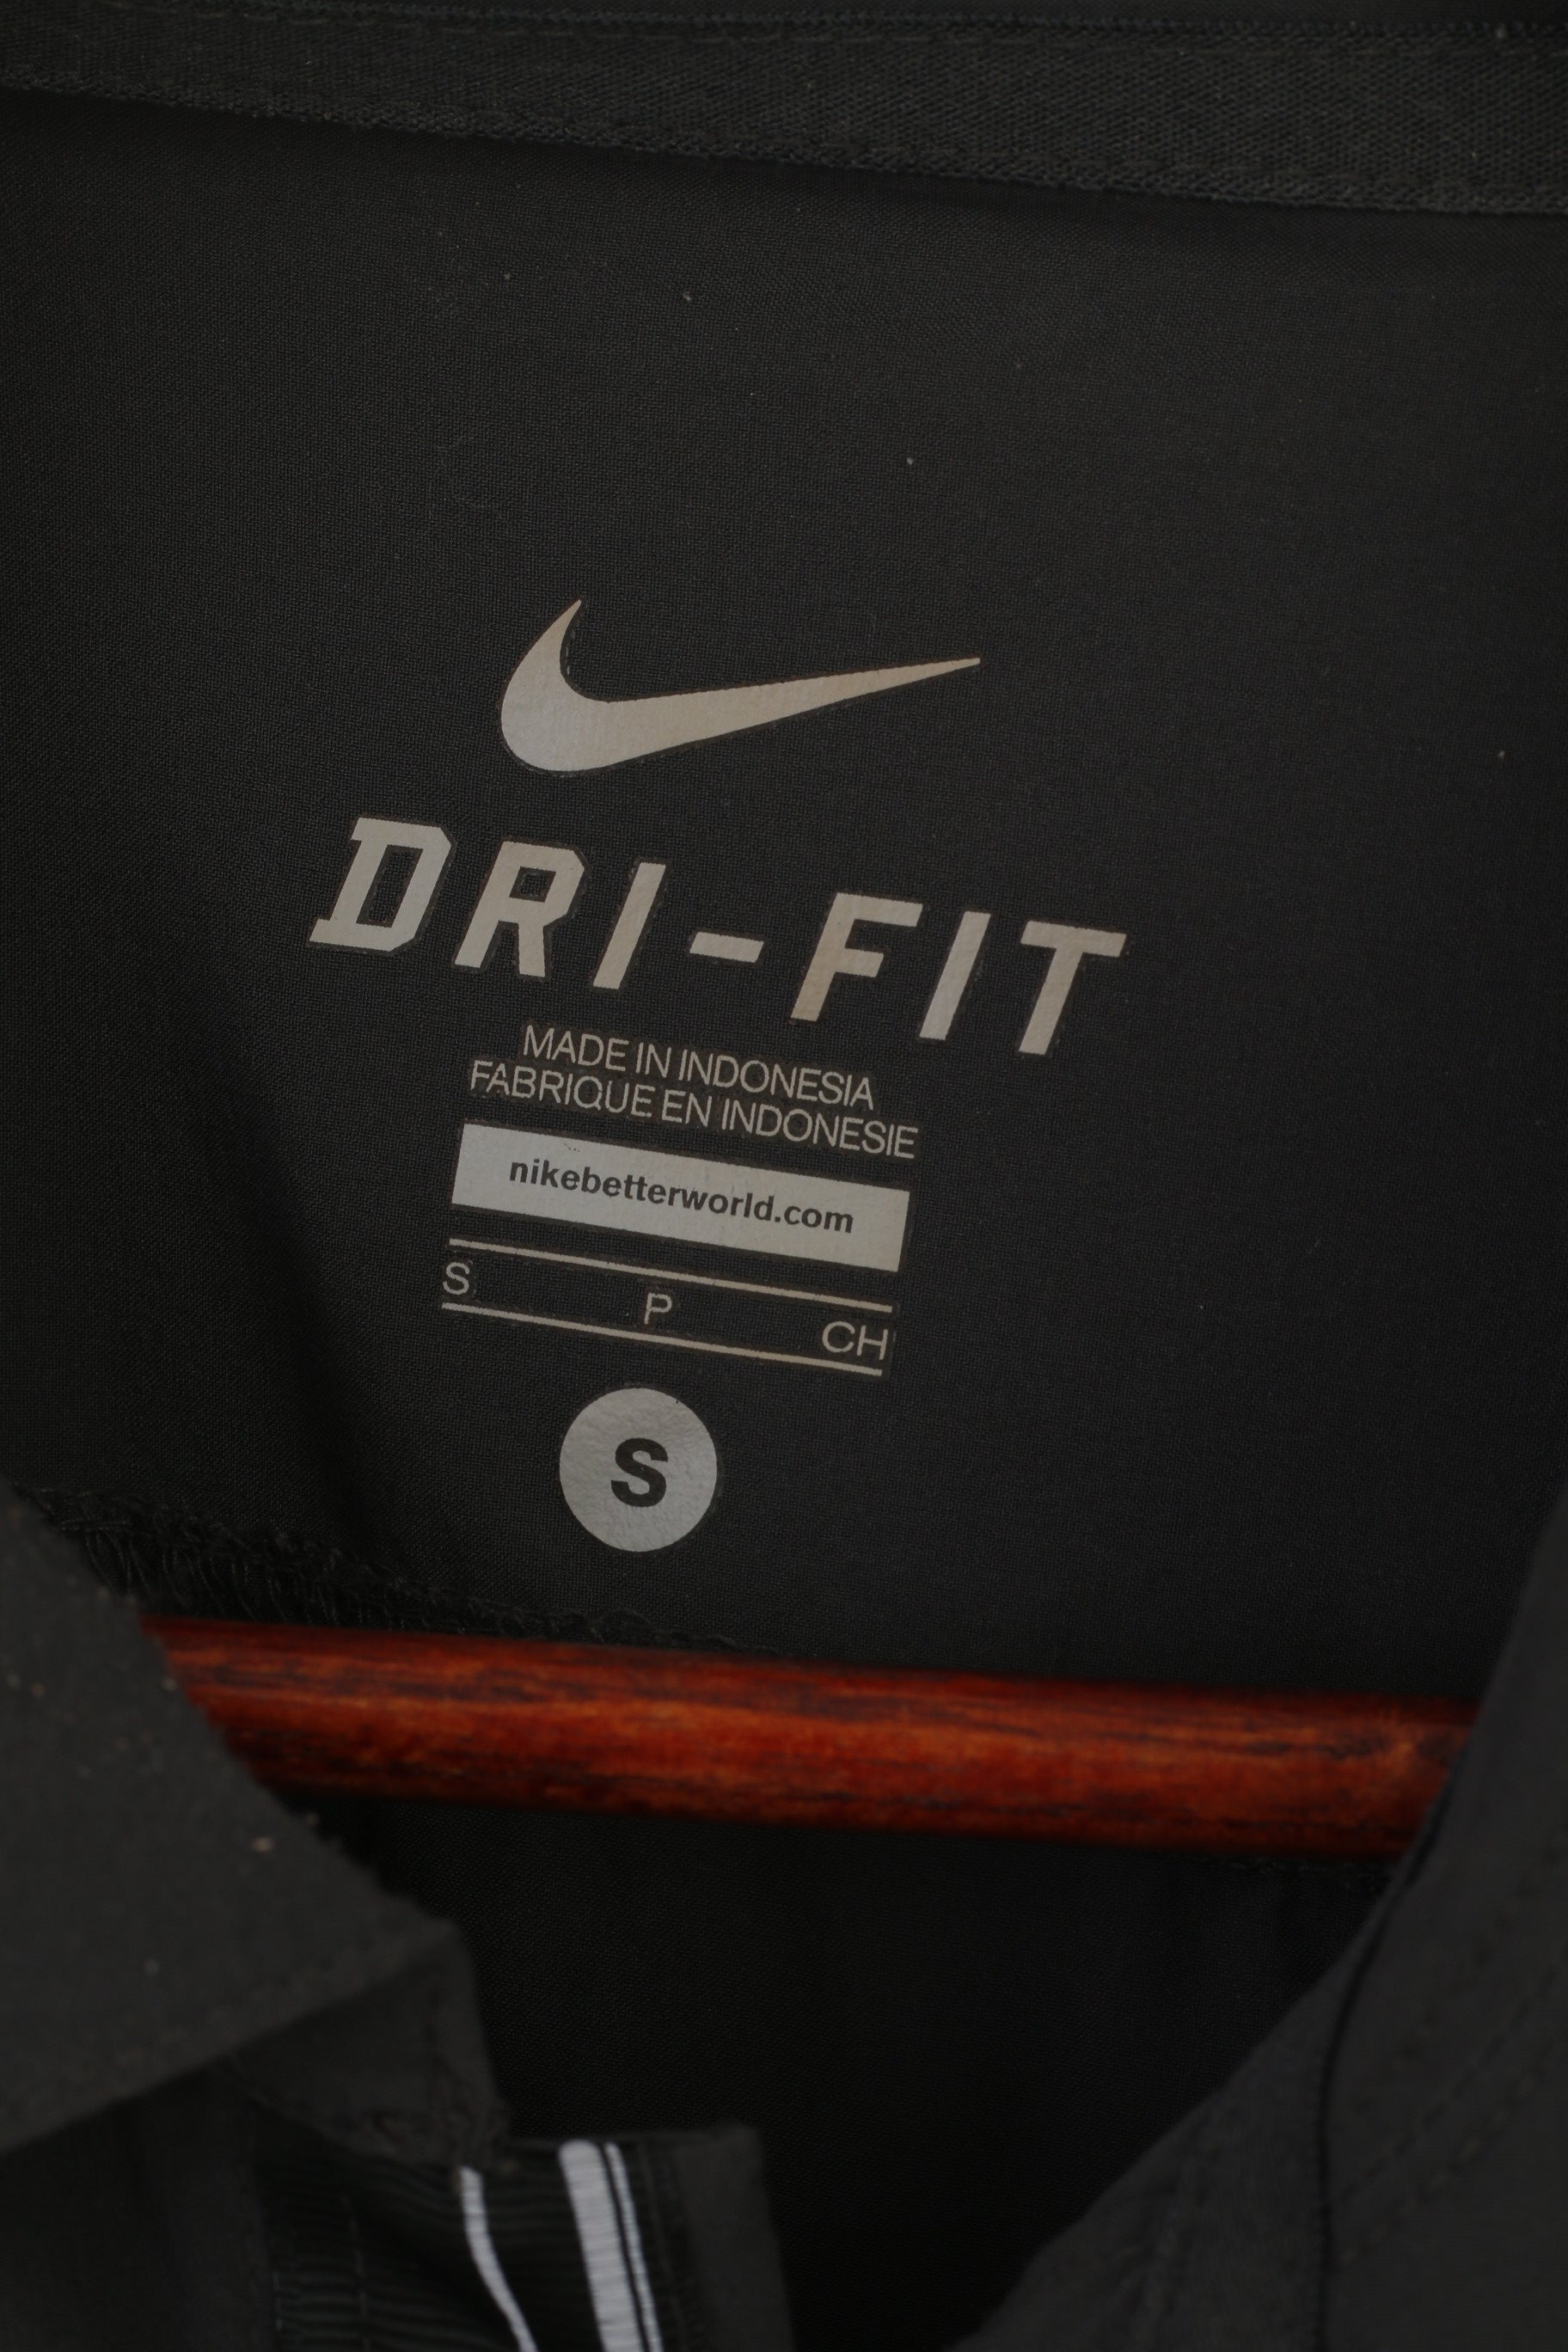 DRI-FIT
MADE IN INDONESIA
FABRIQUE EN INDONESIE
nikebetterworld.com
S P CH
S